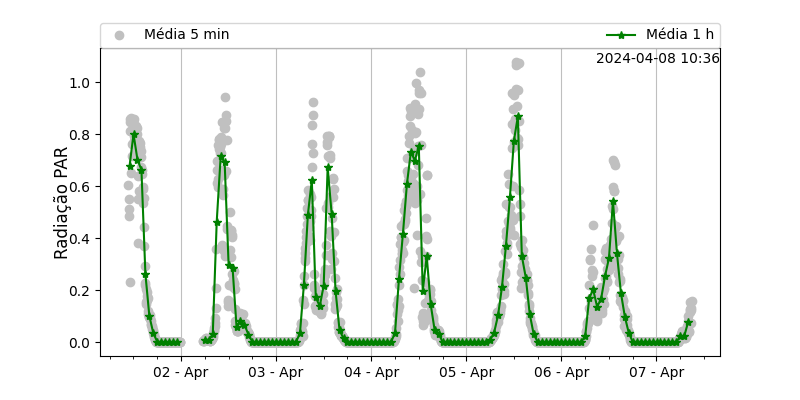 Média 5 min
Média 1 h
2024-04-08 10:36
Radiação PAR
1.0
0.8
0.6
0.4
0.2
0.0
02 - Apr
03 - Apr
04 - Apr
05 - Apr
06 - Apr
07 - Apr